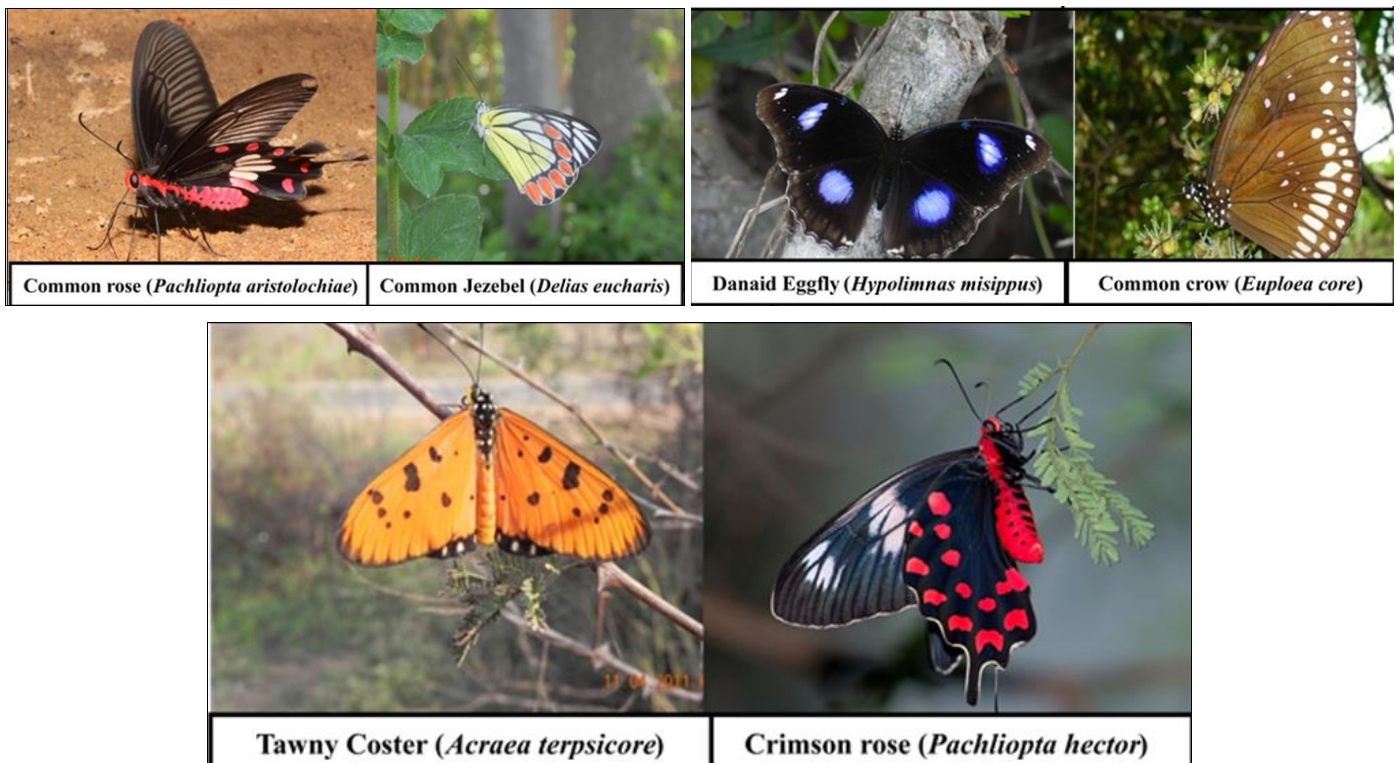 Common rose (Pachliopta aristolochiae)
Common Jezebel (Delias eucharis)
Danaid Eggfly (Hypolimnas misippus)
Common crow (Euploea core)
Tawny Coster (Acraea terpsicore)
Crimson rose (Pachliopta hector)